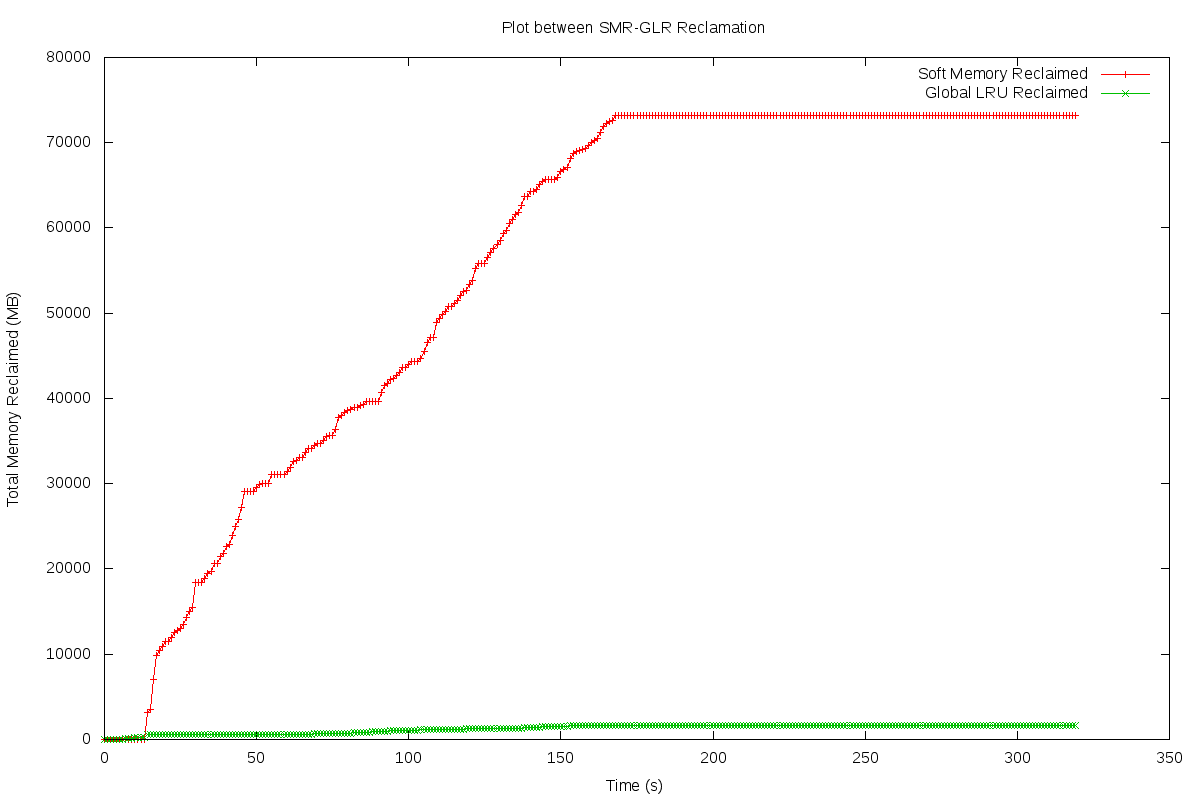 Plot between SMR-GLR Reclamation
80000
70000
60000
50000
40000
30000
20000
10000
0
Total Memory Reclaimed (MB)
Soft Memory Reclaimed
Global LRU Reclaimed
0 50 100 150 200 250 300 350
Time (s)